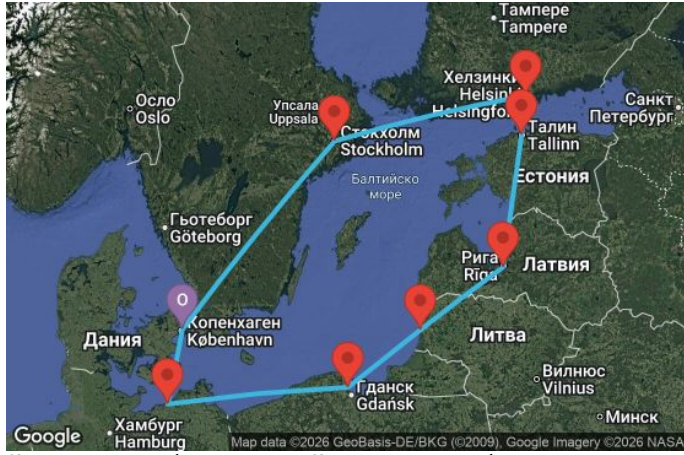 Тампере
Tampere
Хелзинки
Helsinki
Helsingfo
Осло
Oslo
Упсала
Uppsala
Стокхолм
Stockholm
Санкт
Петербург
Талин
Tallinn
Балтийско
море
Естония
Гьотеборг
Göteborg
Рига
Rīga
Латвия
O
Копенхаген
København
Дания
Литва
Вилнюс
Vilnius
Гданск
Gdańsk
Минск
Хамбург
Hamburg
Google
Map data ©2026 GeoBasis-DE/BKG (©2009), Google Imagery ©2026 NASA